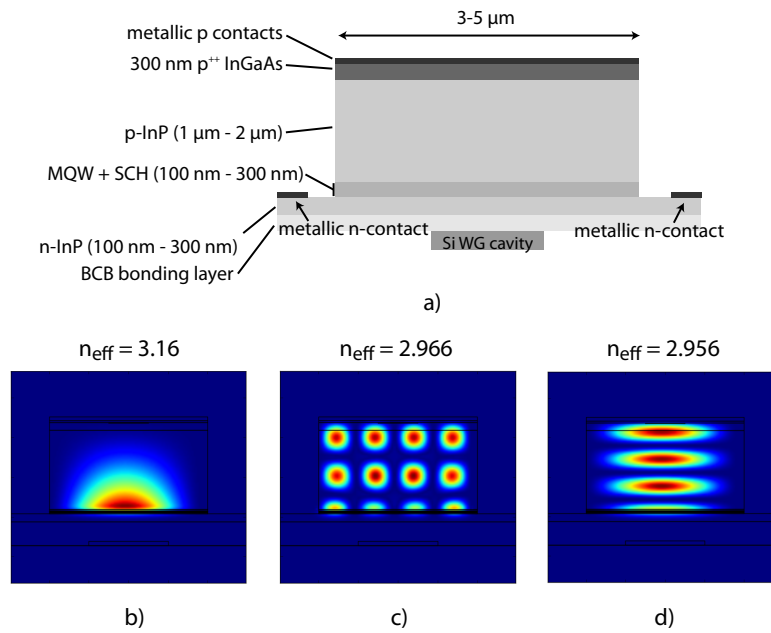 3-5 μm
metallic p contacts
300 nm p⁺⁺ InGaAs
p-InP (1 μm - 2 μm)
MQW + SCH (100 nm - 300 nm)
metallic n-contact
metallic n-contact
n-InP (100 nm - 300 nm)
Si WG cavity
BCB bonding layer
a)
n_eff = 3.16
n_eff = 2.966
n_eff = 2.956
b)
c)
d)